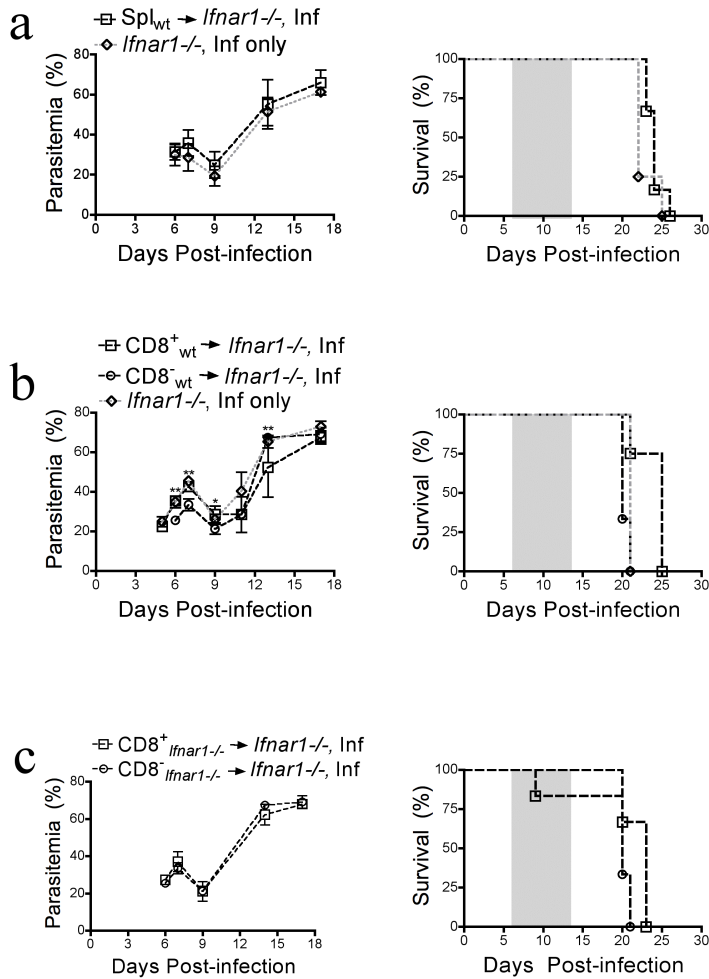 a
Spl wt → Ifnar1-/-, Inf
Ifnar1-/-, Inf only
Parasitemia (%)
80
60
40
20
0
0 3 6 9 12 15 18
Days Post-infection
Survival (%)
100
75
50
25
0
0 5 10 15 20 25 30
Days Post-infection
b
CD8+ wt → Ifnar1-/-, Inf
CD8- wt → Ifnar1-/-, Inf
Ifnar1-/-, Inf only
Parasitemia (%)
80
60
40
20
0
** ** * **
0 3 6 9 12 15 18
Days Post-infection
Survival (%)
100
75
50
25
0
0 5 10 15 20 25 30
Days Post-infection
c
CD8+ Ifnar1-/- → Ifnar1-/-, Inf
CD8- Ifnar1-/- → Ifnar1-/-, Inf
Parasitemia (%)
80
60
40
20
0
0 3 6 9 12 15 18
Days Post-infection
Survival (%)
100
75
50
25
0
0 5 10 15 20 25 30
Days Post-infection